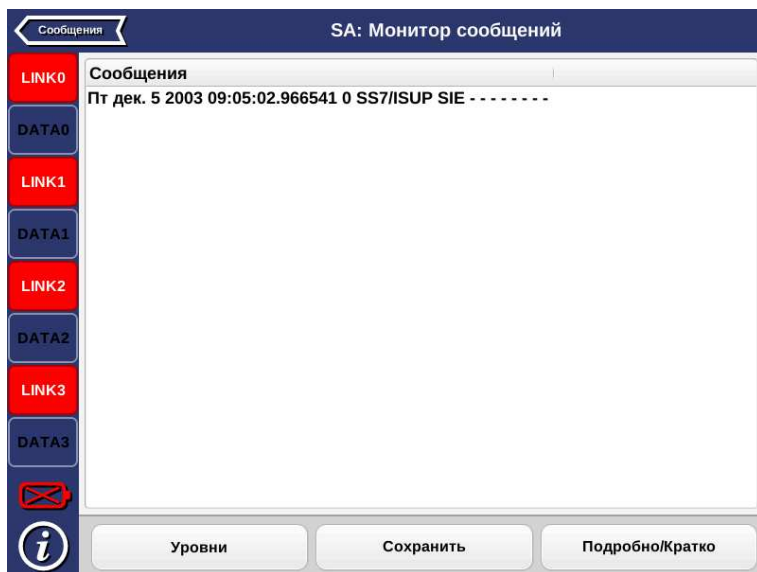 Сообщения
SA: Монитор сообщений
LINK0
DATA0
LINK1
DATA1
LINK2
DATA2
LINK3
DATA3
i
Сообщения
Пт дек. 5 2003 09:05:02.966541 0 SS7/ISUP SIE - - - - - - - -
Уровни
Сохранить
Подробно/Кратко